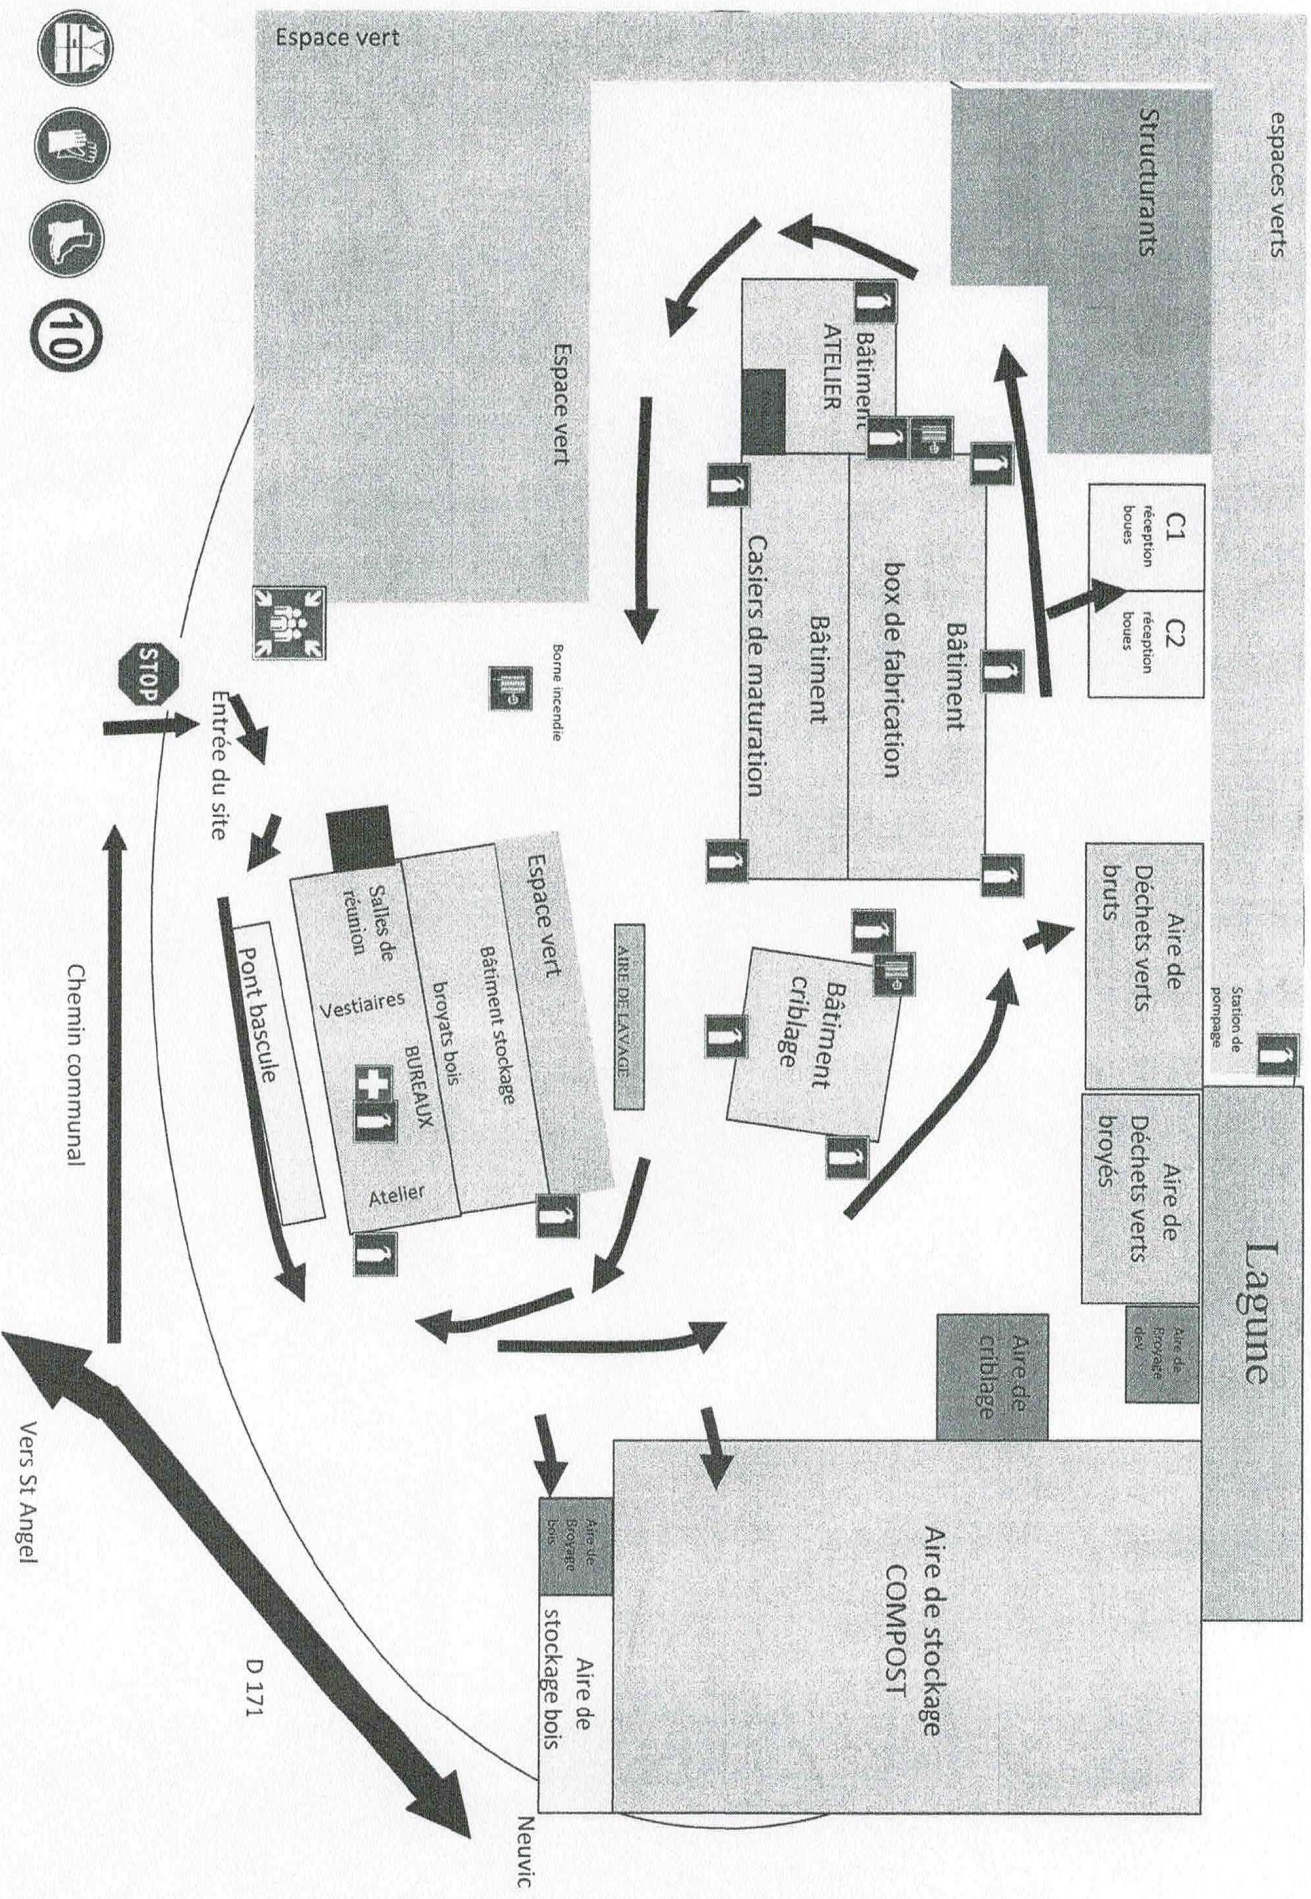 espaces verts
Structurants
C1
réception
boues
C2
réception
boues
Aire de
Déchets verts
bruts
Station de
pompage
Aire de
Déchets verts
broyés
Lagune
Aire de
Broyage
dev
Aire de
criblage
Bâtiment
ATELIER
Bâtiment
box de fabrication
Bâtiment
Casiers de maturation
Bâtiment
criblage
Aire de stockage
COMPOST
Espace vert
Espace vert
Borne incendie
AIRE DE LAVAGE
Espace vert
Bâtiment stockage
broyats bois
Salles de
réunion
Vestiaires
BUREAUX
Atelier
Pont bascule
Aire de
Broyage
bois
Aire de
stockage bois
STOP
Entrée du site
Chemin communal
D 171
Neuvic
Vers St Angel
10